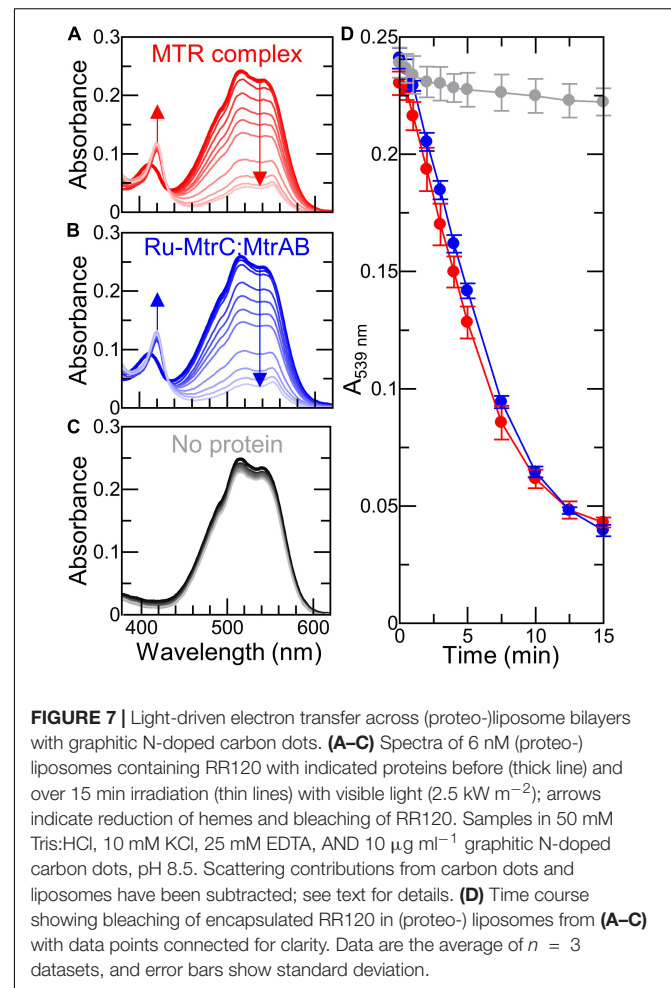 A
MTR complex
0.3
0.2
0.1
0
Absorbance
B
Ru-MtrC:MtrAB
0.3
0.2
0.1
0
Absorbance
C
No protein
0.3
0.2
0.1
0
Absorbance
400 500 600
Wavelength (nm)
D
0.25
0.2
0.15
0.1
0.05
0
A539 nm
0 5 10 15
Time (min)
FIGURE 7 | Light-driven electron transfer across (proteo-)liposome bilayers
with graphitic N-doped carbon dots. (A–C) Spectra of 6 nM (proteo-)
liposomes containing RR120 with indicated proteins before (thick line) and
over 15 min irradiation (thin lines) with visible light (2.5 kW m−2); arrows
indicate reduction of hemes and bleaching of RR120. Samples in 50 mM
Tris:HCl, 10 mM KCl, 25 mM EDTA, AND 10 μg ml−1 graphitic N-doped
carbon dots, pH 8.5. Scattering contributions from carbon dots and
liposomes have been subtracted; see text for details. (D) Time course
showing bleaching of encapsulated RR120 in (proteo-) liposomes from (A–C)
with data points connected for clarity. Data are the average of n = 3
datasets, and error bars show standard deviation.